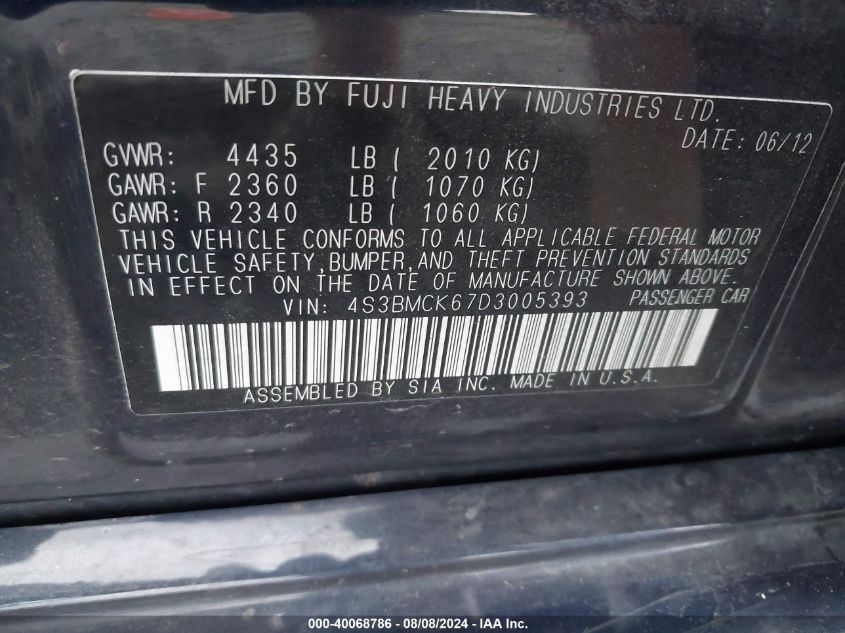 MFD BY FUJI HEAVY INDUSTRIES LTD.
DATE: 06/12
GVWR: 4435 LB ( 2010 KG)
GAWR: F 2360 LB ( 1070 KG)
GAWR: R 2340 LB ( 1060 KG)
THIS VEHICLE CONFORMS TO ALL APPLICABLE FEDERAL MOTOR
VEHICLE SAFETY,BUMPER,AND THEFT PREVENTION STANDARDS
IN EFFECT ON THE DATE OF MANUFACTURE SHOWN ABOVE.
VIN: 4S3BMCK67D3005393 PASSENGER CAR
ASSEMBLED BY SIA INC. MADE IN U.S.A.
000-40068786 - 08/08/2024 - IAA Inc.